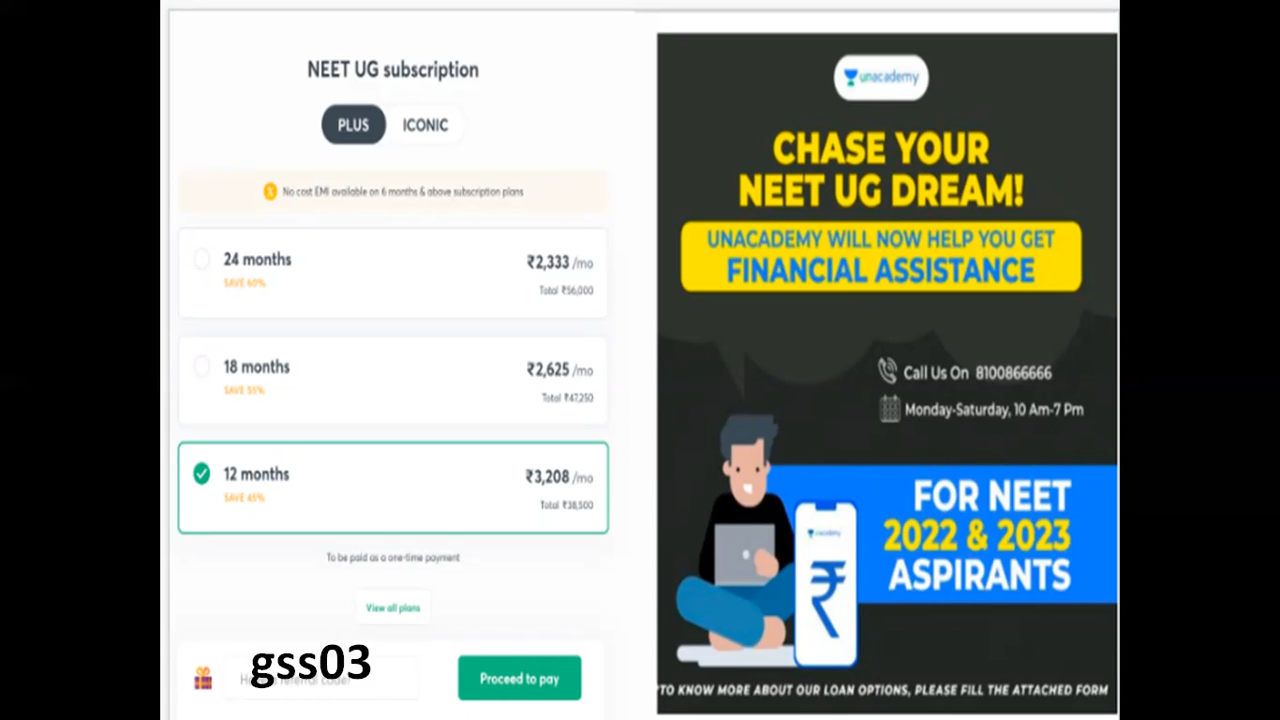 NEET UG subscription
PLUS ICONIC
No cost EMI available on 6 months & above subscription plans
24 months
SAVE 60%
₹2,333 /mo
Total ₹56,000
18 months
SAVE 55%
₹2,625 /mo
Total ₹47,250
12 months
SAVE 45%
₹3,208 /mo
Total ₹38,500
To be paid as a one-time payment
View all plans
gss03
Proceed to pay
unacademy
CHASE YOUR
NEET UG DREAM!
UNACADEMY WILL NOW HELP YOU GET
FINANCIAL ASSISTANCE
Call Us On 8100866666
Monday-Saturday, 10 Am-7 Pm
FOR NEET
2022 & 2023
ASPIRANTS
unacademy
₹
TO KNOW MORE ABOUT OUR LOAN OPTIONS, PLEASE FILL THE ATTACHED FORM